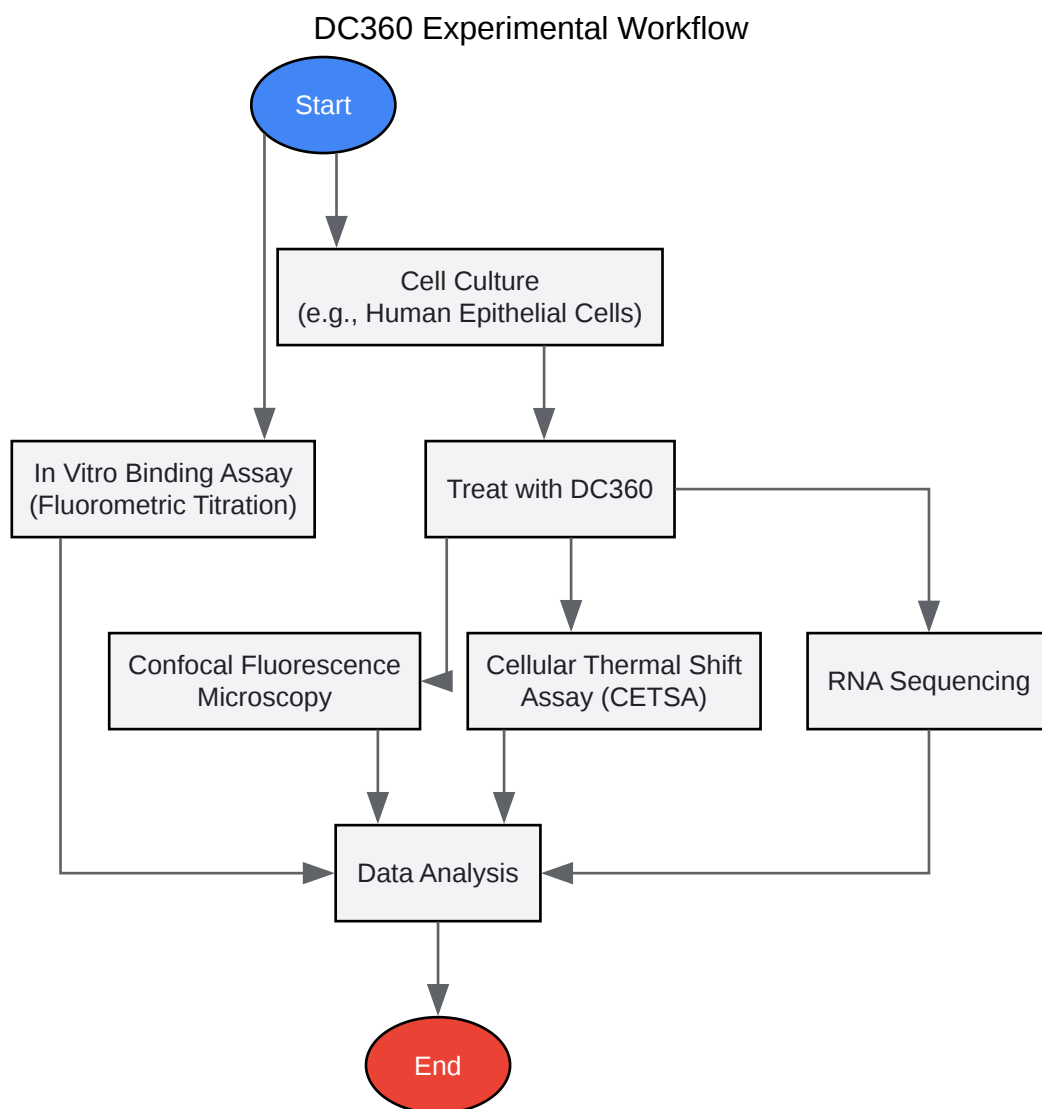 DC360 Experimental Workflow
Start
Cell Culture
(e.g., Human Epithelial Cells)
In Vitro Binding Assay
(Fluorometric Titration)
Treat with DC360
Confocal Fluorescence
Microscopy
Cellular Thermal Shift
Assay (CETSA)
RNA Sequencing
Data Analysis
End